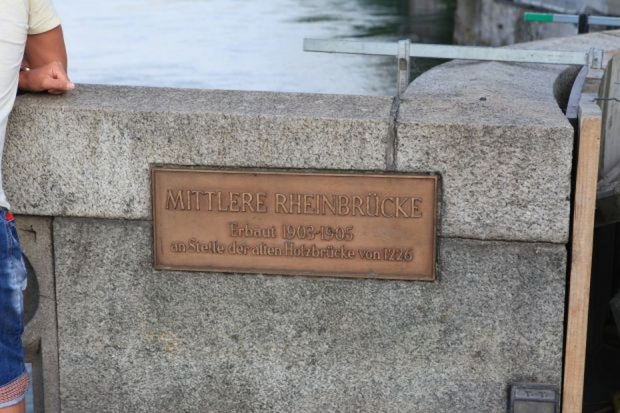 MITTLERE RHEINBRÜCKE
Erbaut 1903-1905
an Stelle der alten Holzbrücke von 1226